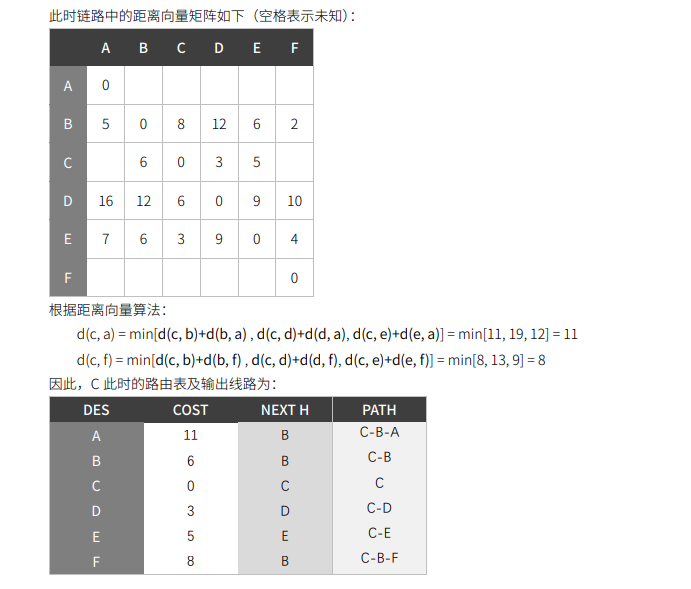 此时链路中的距离向量矩阵如下（空格表示未知）：
A B C D E F
A 0
B 5 0 8 12 6 2
C 6 0 3 5
D 16 12 6 0 9 10
E 7 6 3 9 0 4
F 0
根据距离向量算法：
d(c, a) = min[d(c, b)+d(b, a) , d(c, d)+d(d, a), d(c, e)+d(e, a)] = min[11, 19, 12] = 11
d(c, f) = min[d(c, b)+d(b, f) , d(c, d)+d(d, f), d(c, e)+d(e, f)] = min[8, 13, 9] = 8
因此，C 此时的路由表及输出线路为：
DES COST NEXT H PATH
A 11 B C-B-A
B 6 B C-B
C 0 C C
D 3 D C-D
E 5 E C-E
F 8 B C-B-F